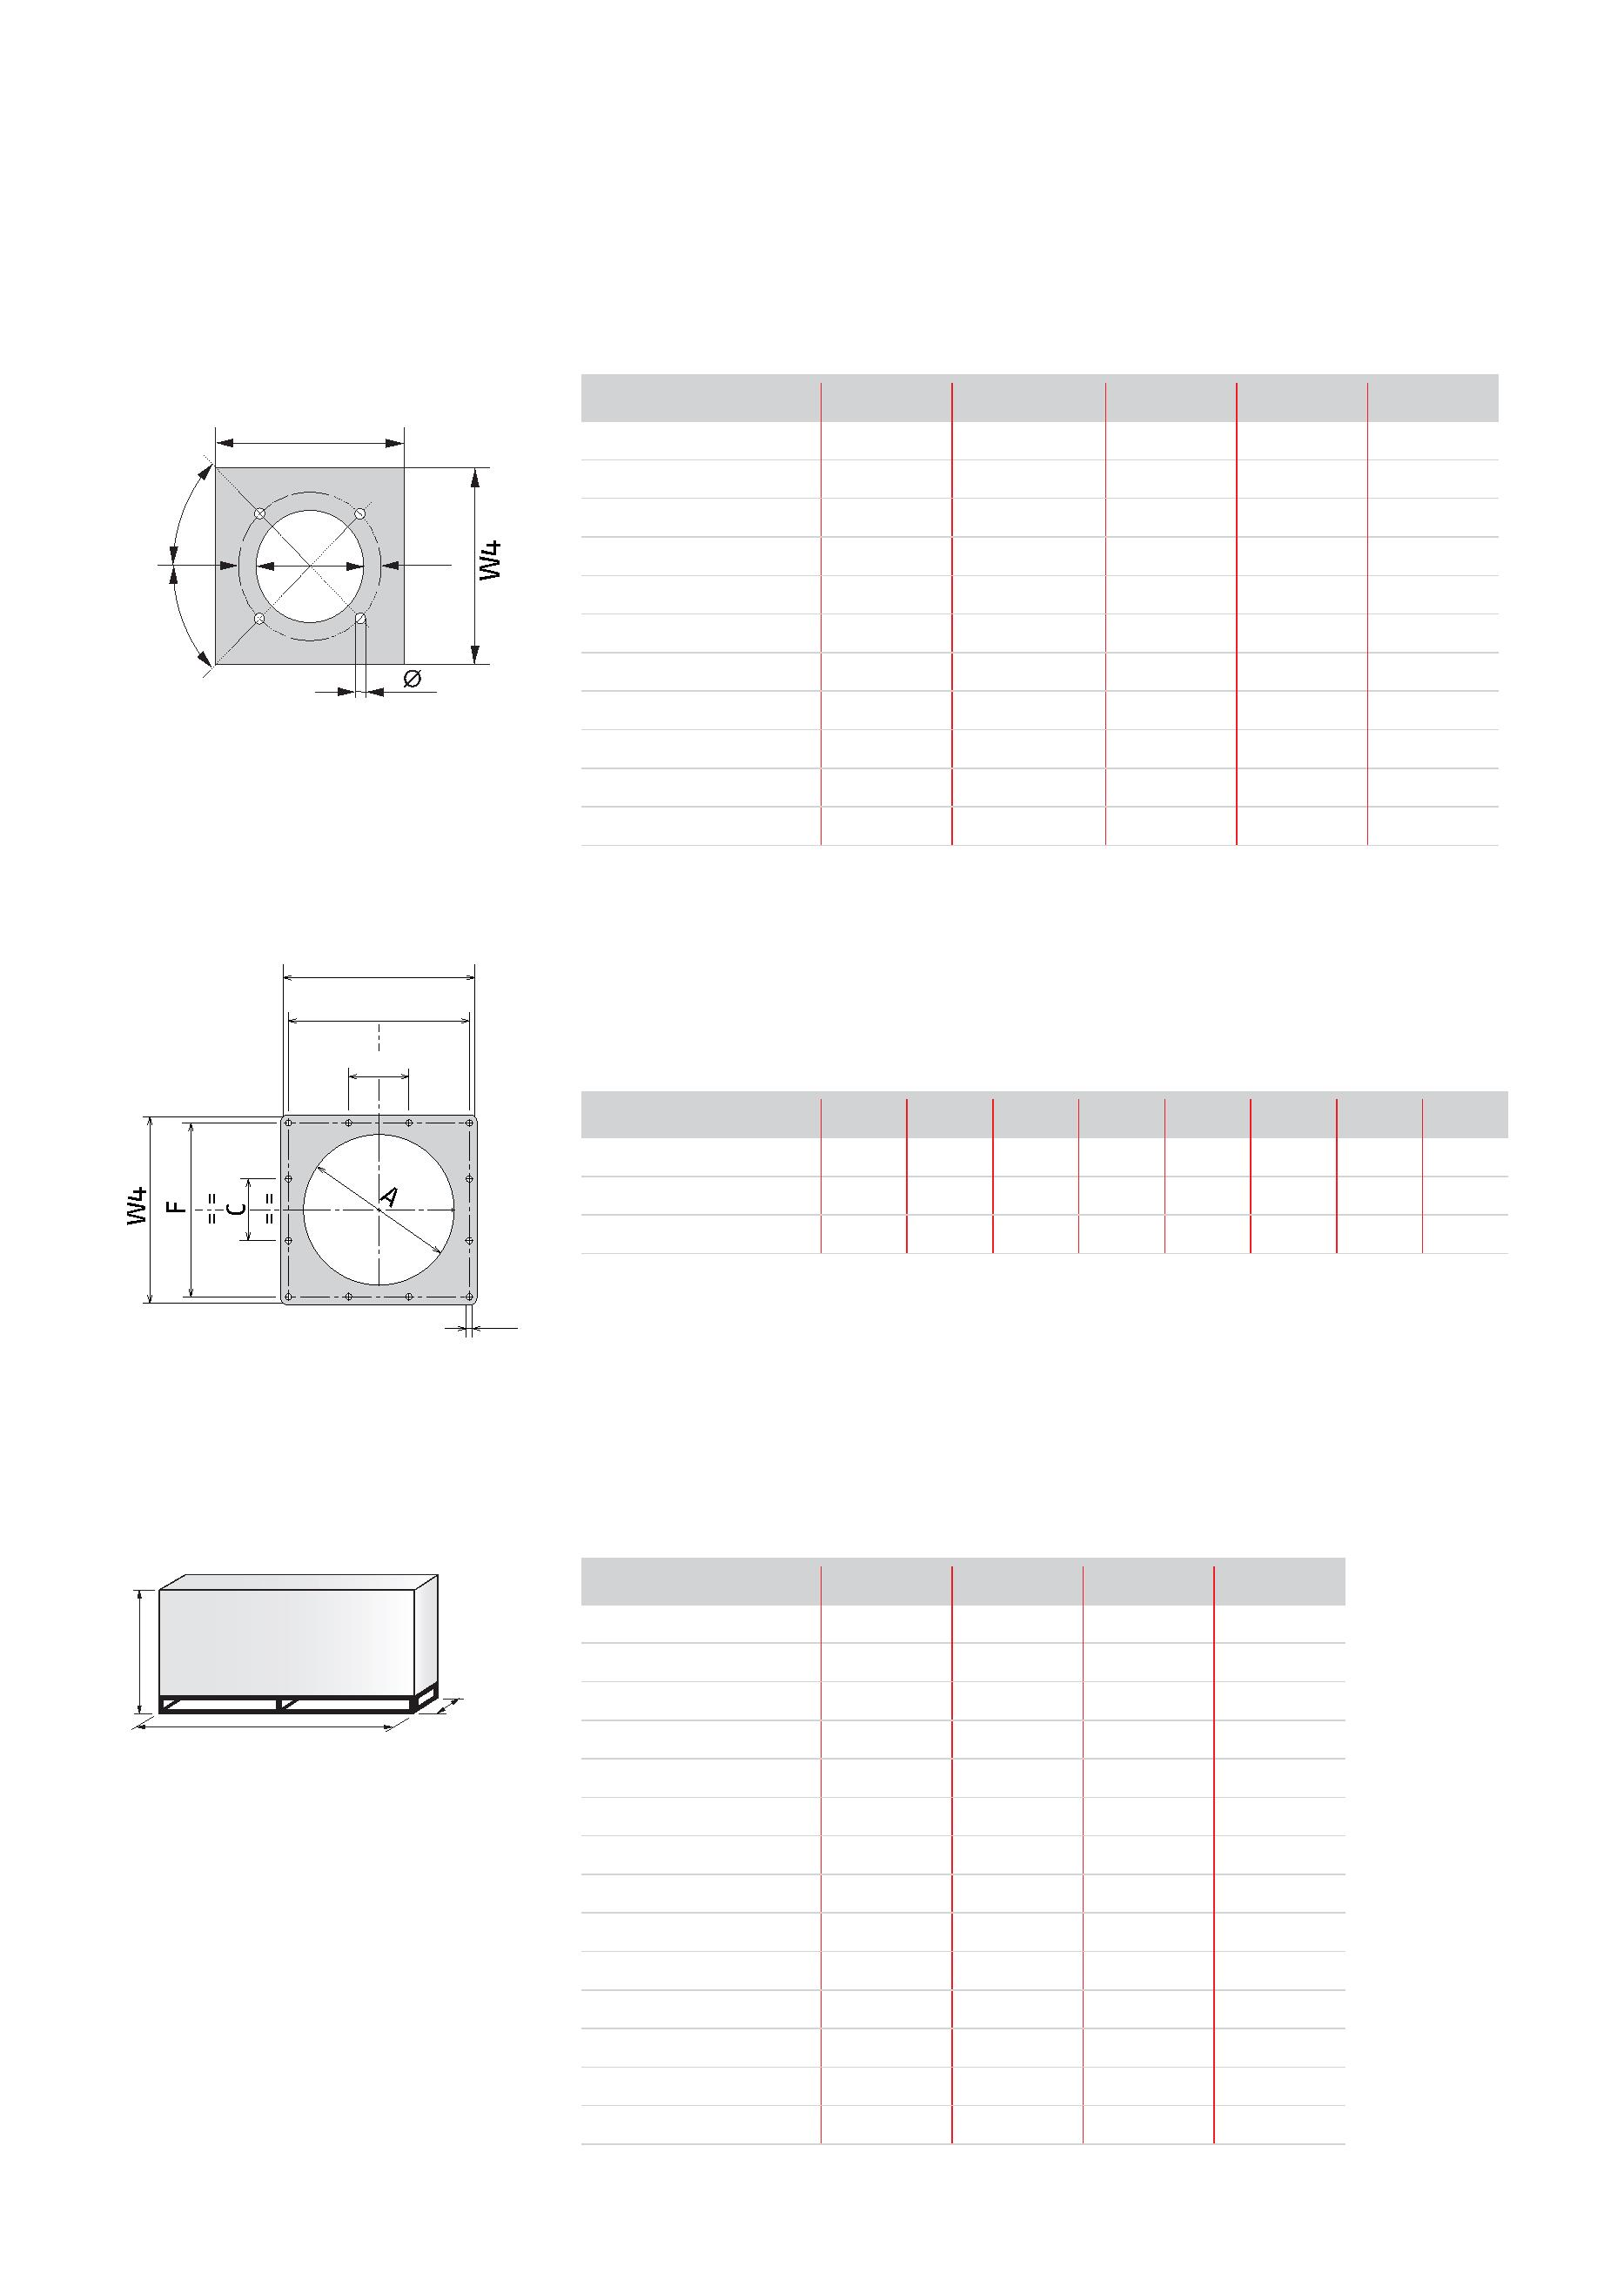 W4
Ø
W4
F
= =
C
= =
A